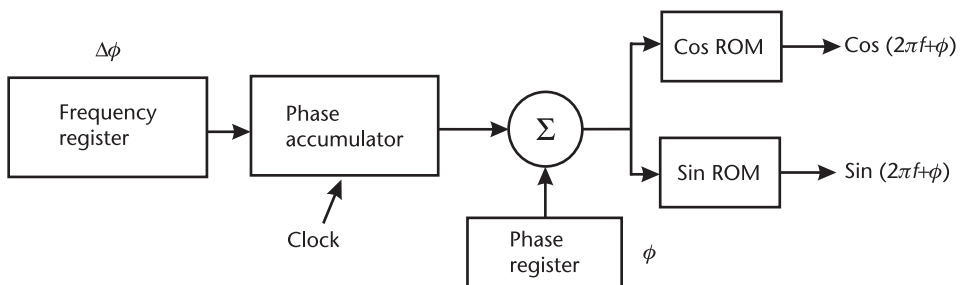 Δϕ
Frequency
register
Phase
accumulator
Clock
Σ
Phase
register
ϕ
Cos ROM
Cos (2πf+ϕ)
Sin ROM
Sin (2πf+ϕ)